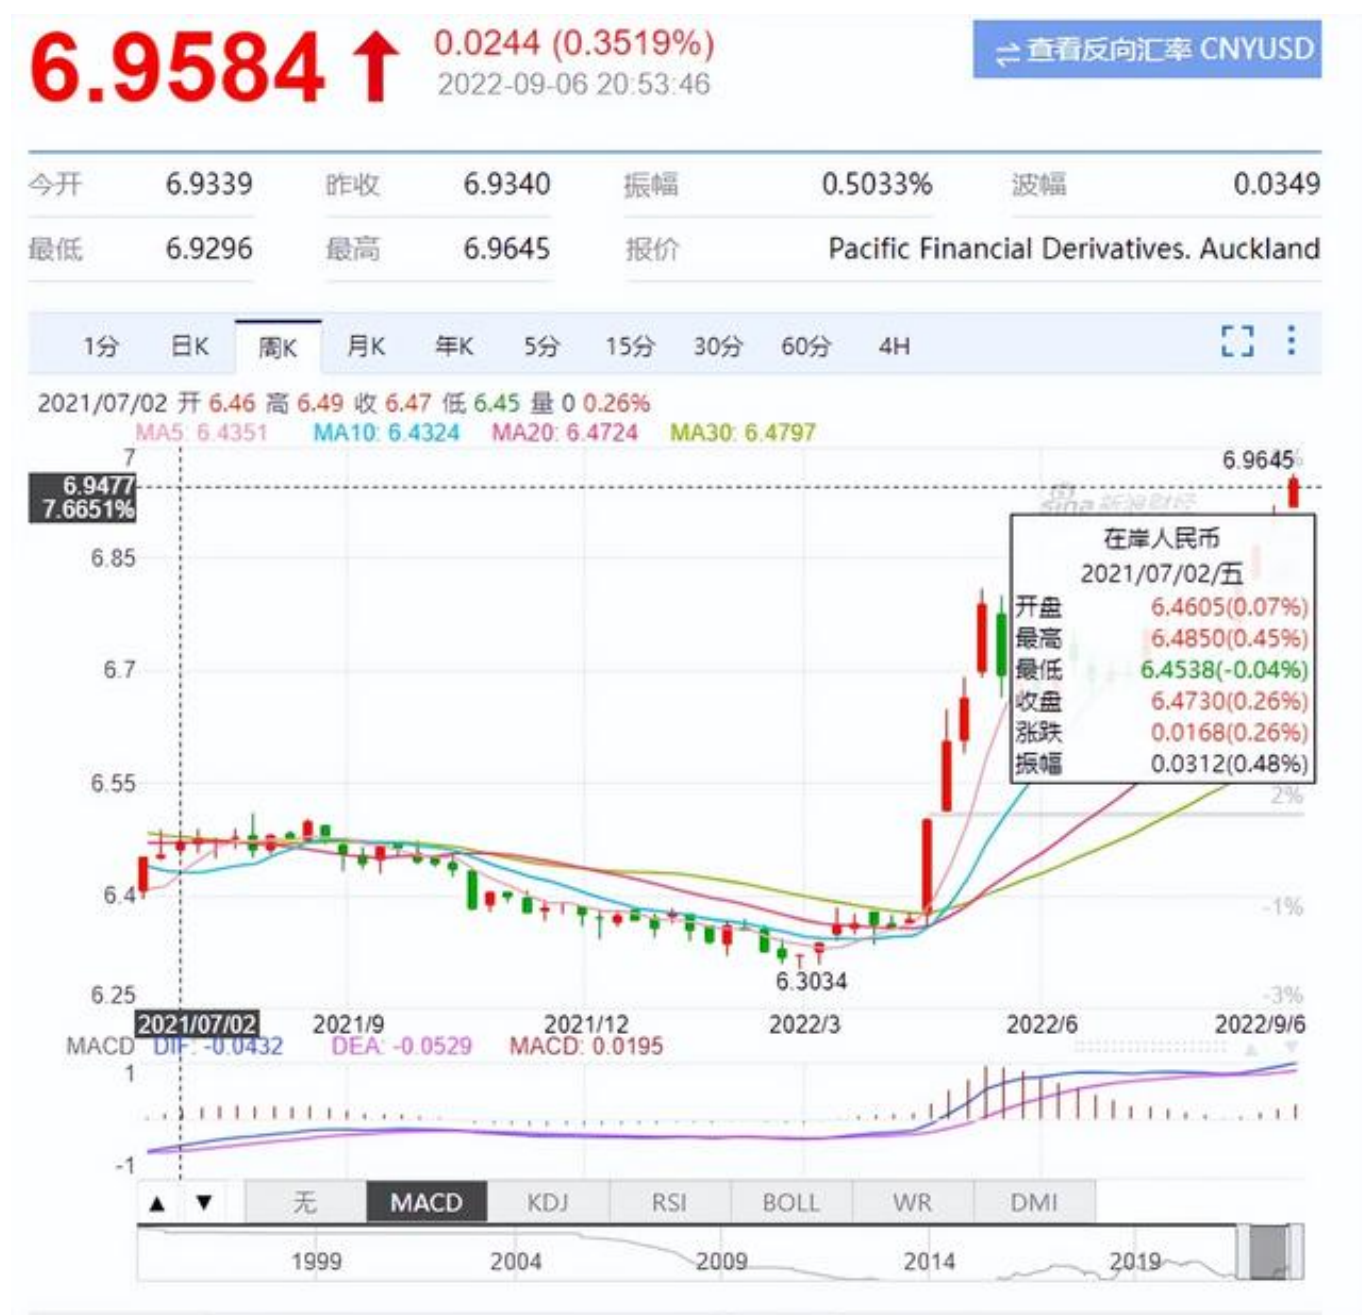 6.9584 ↑ 0.0244 (0.3519%)
2022-09-06 20:53:46
⇌ 查看反向汇率 CNYUSD
今开 6.9339 昨收 6.9340 振幅 0.5033% 波幅 0.0349
最低 6.9296 最高 6.9645 报价 Pacific Financial Derivatives. Auckland
1分 日K 周K 月K 年K 5分 15分 30分 60分 4H
2021/07/02 开 6.46 高 6.49 收 6.47 低 6.45 量 0 0.26%
MA5: 6.4351 MA10: 6.4324 MA20: 6.4724 MA30: 6.4797
7
6.9645
6.9477
7.6651%
sina 新浪财经
在岸人民币
6.85
2021/07/02/五
开盘 6.4605(0.07%)
最高 6.4850(0.45%)
6.7
最低 6.4538(-0.04%)
收盘 6.4730(0.26%)
涨跌 0.0168(0.26%)
振幅 0.0312(0.48%)
6.55
2%
6.4
-1%
6.3034
6.25
-3%
2021/07/02 2021/9 2021/12 2022/3 2022/6 2022/9/6
MACD DIF: -0.0432 DEA: -0.0529 MACD: 0.0195
1
-1
▲ ▼ 无 MACD KDJ RSI BOLL WR DMI
1999 2004 2009 2014 2019